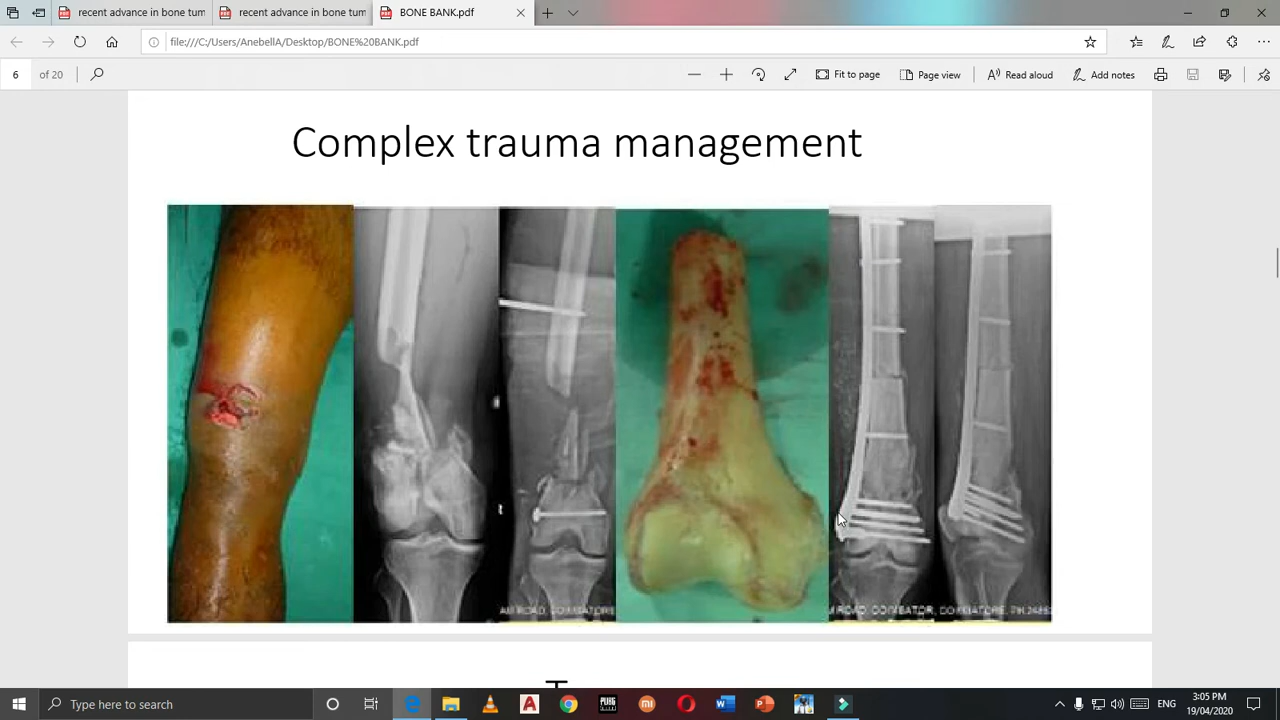 recent advance in bone tum
recent advance in bone tum
BONE BANK.pdf
file:///C:/Users/AnebellA/Desktop/BONE%20BANK.pdf
6 of 20
Fit to page
Page view
Read aloud
Add notes
Complex trauma management
Type here to search
3:05 PM
19/04/2020